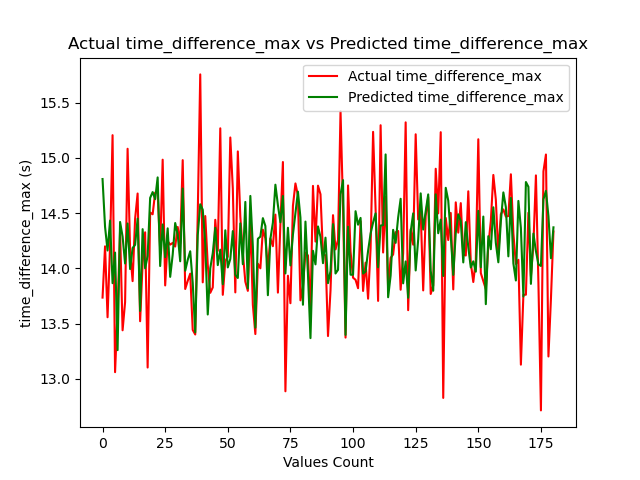 Actual time_difference_max vs Predicted time_difference_max
Actual time_difference_max
Predicted time_difference_max
time_difference_max (s)
15.5
15.0
14.5
14.0
13.5
13.0
0 25 50 75 100 125 150 175
Values Count